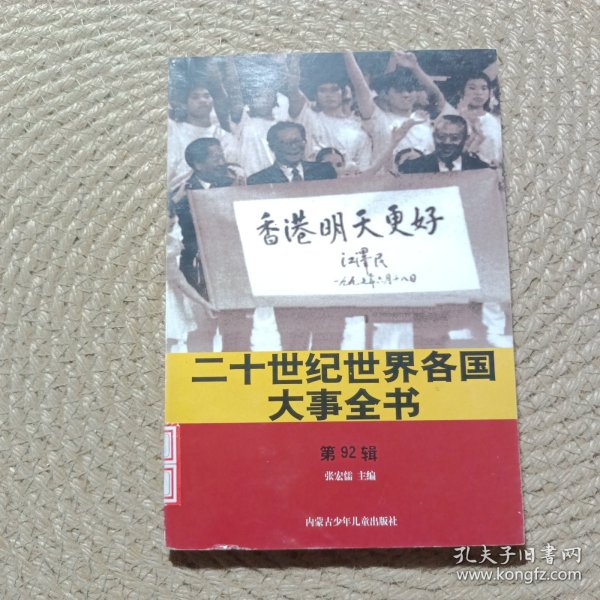 香港明天更好
江泽民
一九九七年六月十八日
二十世纪世界各国
大事全书
第92辑
张宏儒 主编
内蒙古少年儿童出版社
孔夫子旧书网
www.kongfz.com